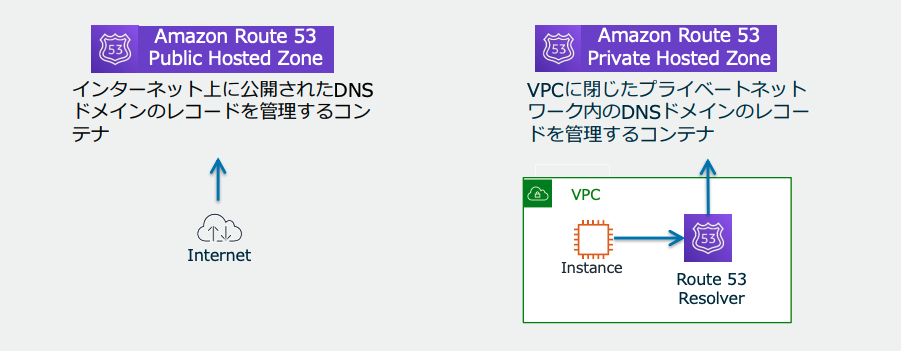 53
Amazon Route 53
Public Hosted Zone
インターネット上に公開されたDNS
ドメインのレコードを管理するコン
テナ
Internet
53
Amazon Route 53
Private Hosted Zone
VPCに閉じたプライベートネット
ワーク内のDNSドメインのレコー
ドを管理するコンテナ
VPC
Instance
53
Route 53
Resolver